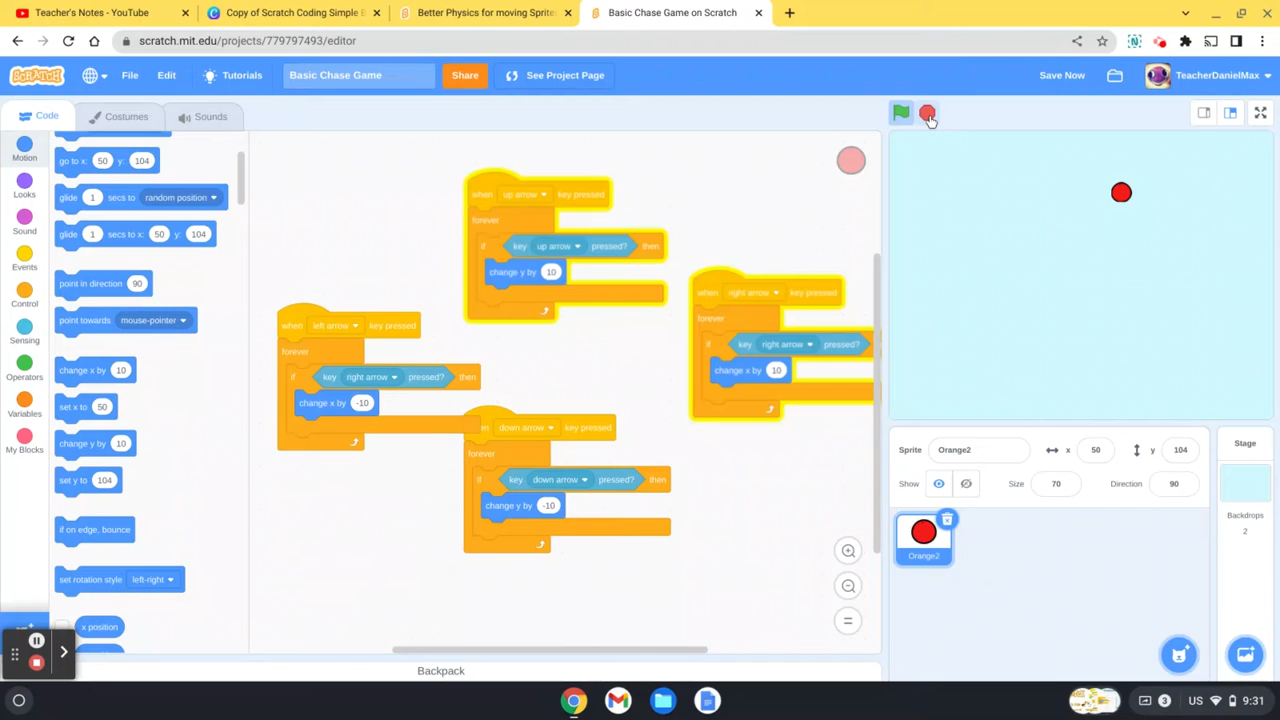 Teacher's Notes - YouTube
Copy of Scratch Coding Simple
Better Physics for moving Sprite
Basic Chase Game on Scratch
scratch.mit.edu/projects/779797493/editor
SCRATCH
File
Edit
Tutorials
Basic Chase Game
Share
See Project Page
Save Now
TeacherDanielMax
Code
Costumes
Sounds
Motion
Looks
Sound
Events
Control
Sensing
Operators
Variables
My Blocks
go to x: 50 y: 104
glide 1 secs to random position
glide 1 secs to x: 50 y: 104
point in direction 90
point towards mouse-pointer
change x by 10
set x to 50
change y by 10
set y to 104
if on edge, bounce
set rotation style left-right
x position
when up arrow key pressed
forever
if key up arrow pressed? then
change y by 10
when right arrow key pressed
forever
if key right arrow pressed?
change x by 10
when left arrow key pressed
forever
if key right arrow pressed? then
change x by -10
down arrow key pressed
forever
if key down arrow pressed? then
change y by -10
Backpack
Sprite Orange2 x 50 y 104
Show Size 70 Direction 90
Orange2
Stage
Backdrops
2
3 US 9:31